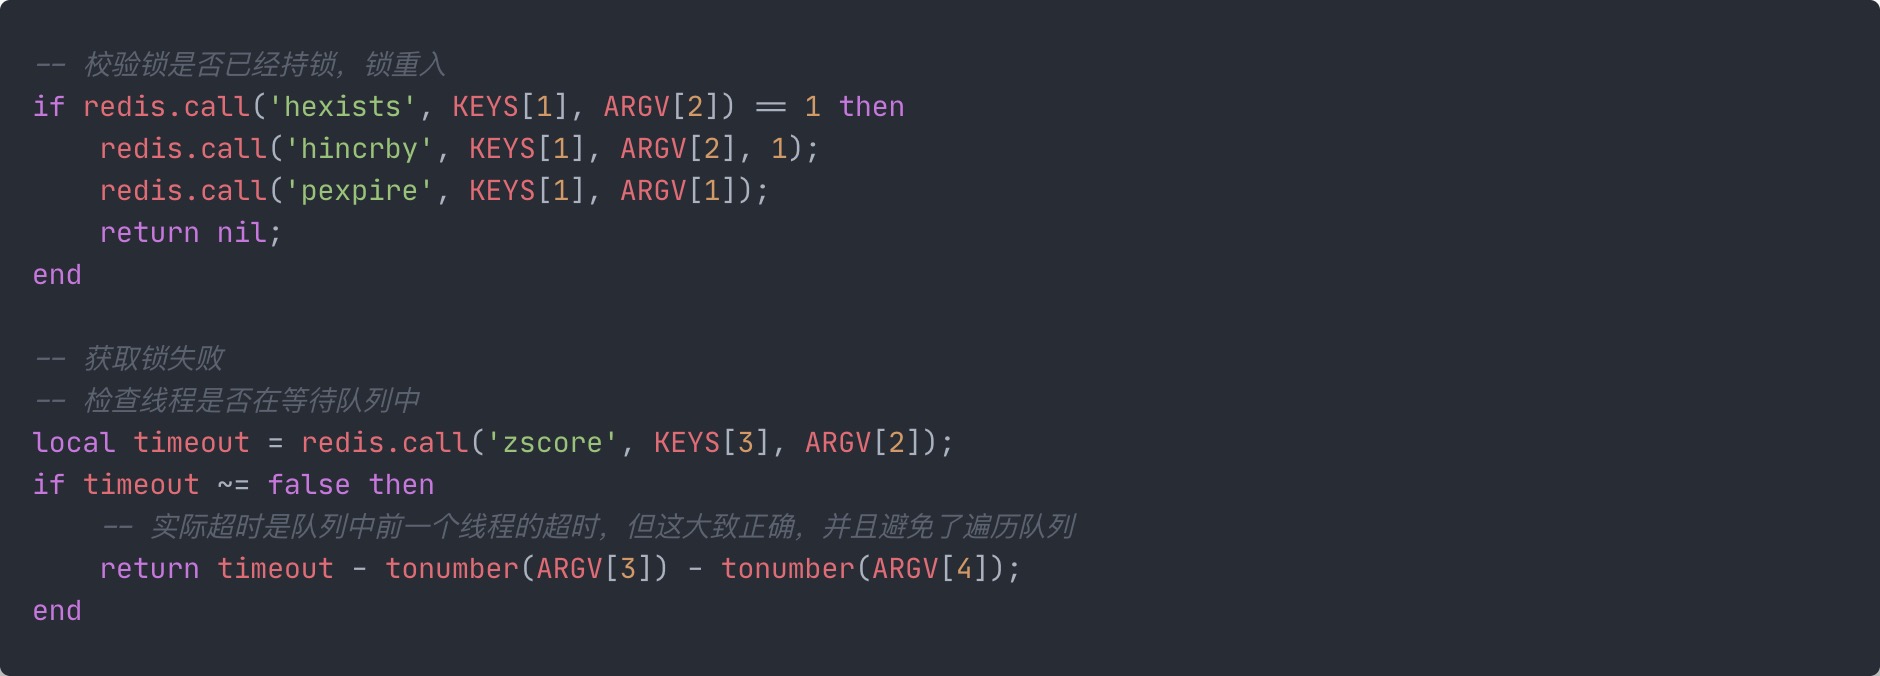 -- 校验锁是否已经持锁，锁重入
if redis.call('hexists', KEYS[1], ARGV[2]) == 1 then
    redis.call('hincrby', KEYS[1], ARGV[2], 1);
    redis.call('pexpire', KEYS[1], ARGV[1]);
    return nil;
end

-- 获取锁失败
-- 检查线程是否在等待队列中
local timeout = redis.call('zscore', KEYS[3], ARGV[2]);
if timeout ~= false then
    -- 实际超时是队列中前一个线程的超时，但这大致正确，并且避免了遍历队列
    return timeout - tonumber(ARGV[3]) - tonumber(ARGV[4]);
end